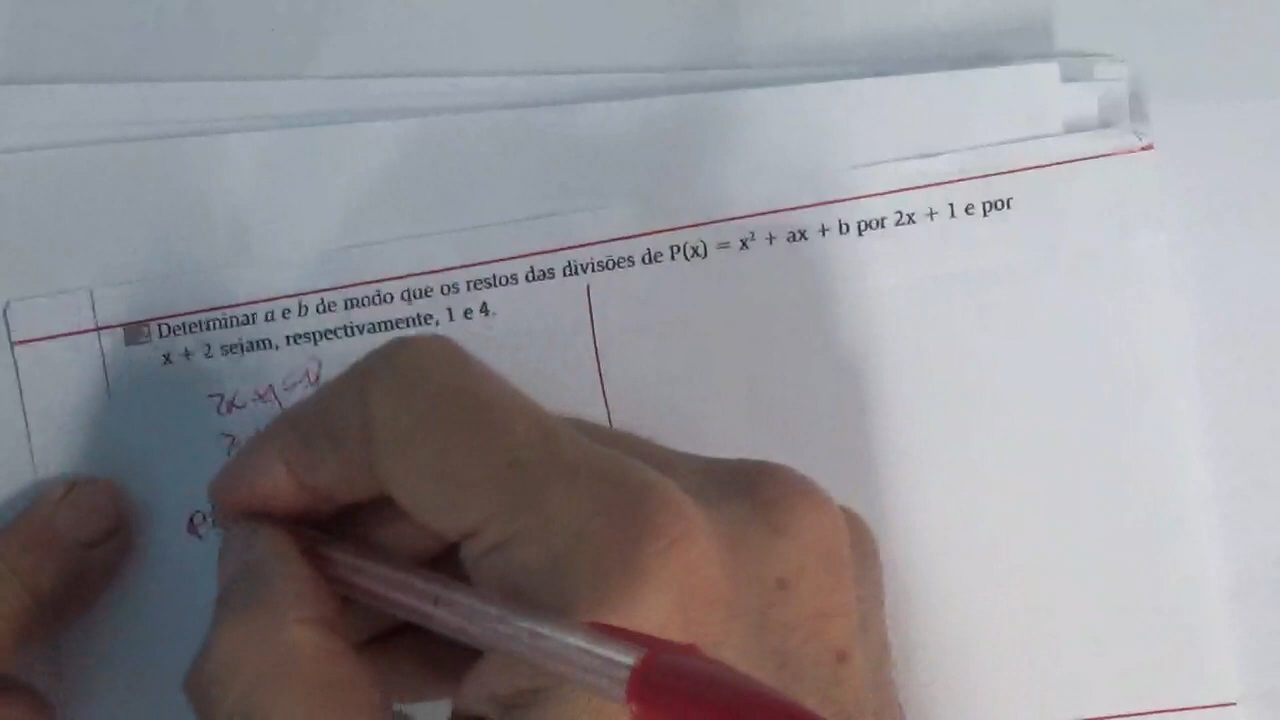 Determinar a e b de modo que os restos das divisões de P(x) = x² + ax + b por 2x + 1 e por
x + 2 sejam, respectivamente, 1 e 4.